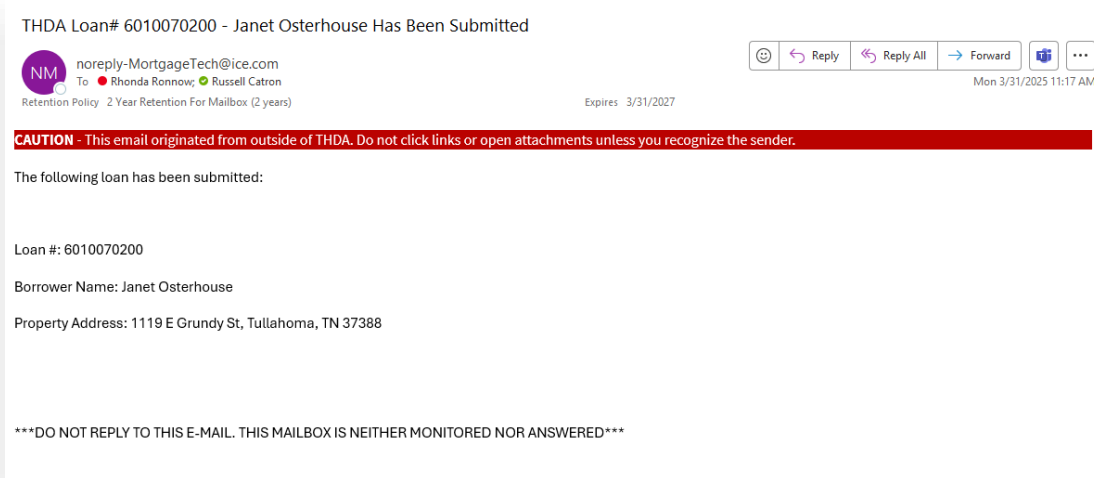 THDA Loan# 6010070200 - Janet Osterhouse Has Been Submitted
NM
noreply-MortgageTech@ice.com
To Rhonda Ronnow; Russell Catron
Retention Policy 2 Year Retention For Mailbox (2 years)
Expires 3/31/2027
Reply
Reply All
Forward
Mon 3/31/2025 11:17 AM
CAUTION - This email originated from outside of THDA. Do not click links or open attachments unless you recognize the sender.
The following loan has been submitted:
Loan #: 6010070200
Borrower Name: Janet Osterhouse
Property Address: 1119 E Grundy St, Tullahoma, TN 37388
***DO NOT REPLY TO THIS E-MAIL. THIS MAILBOX IS NEITHER MONITORED NOR ANSWERED***